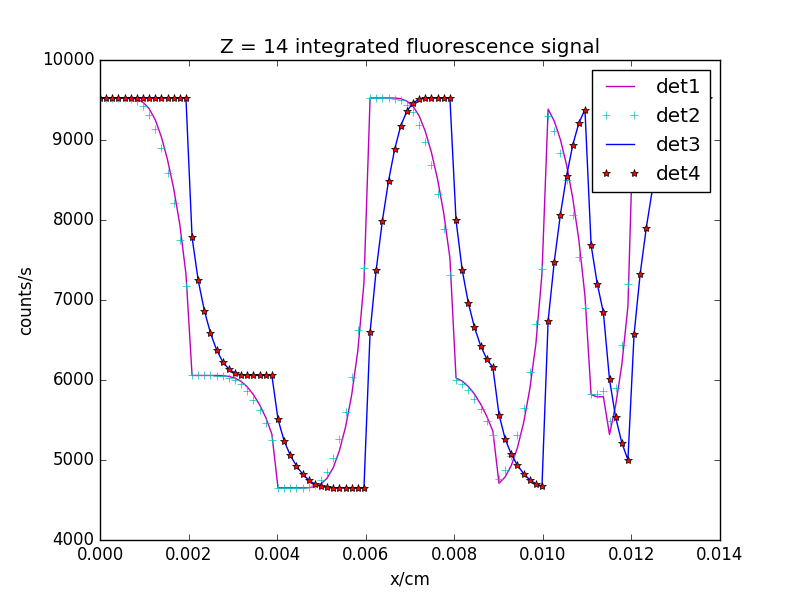 Z = 14 integrated fluorescence signal
10000
9000
8000
7000
6000
5000
4000
counts/s
0.000 0.002 0.004 0.006 0.008 0.010 0.012 0.014
x/cm
det1
det2
det3
det4